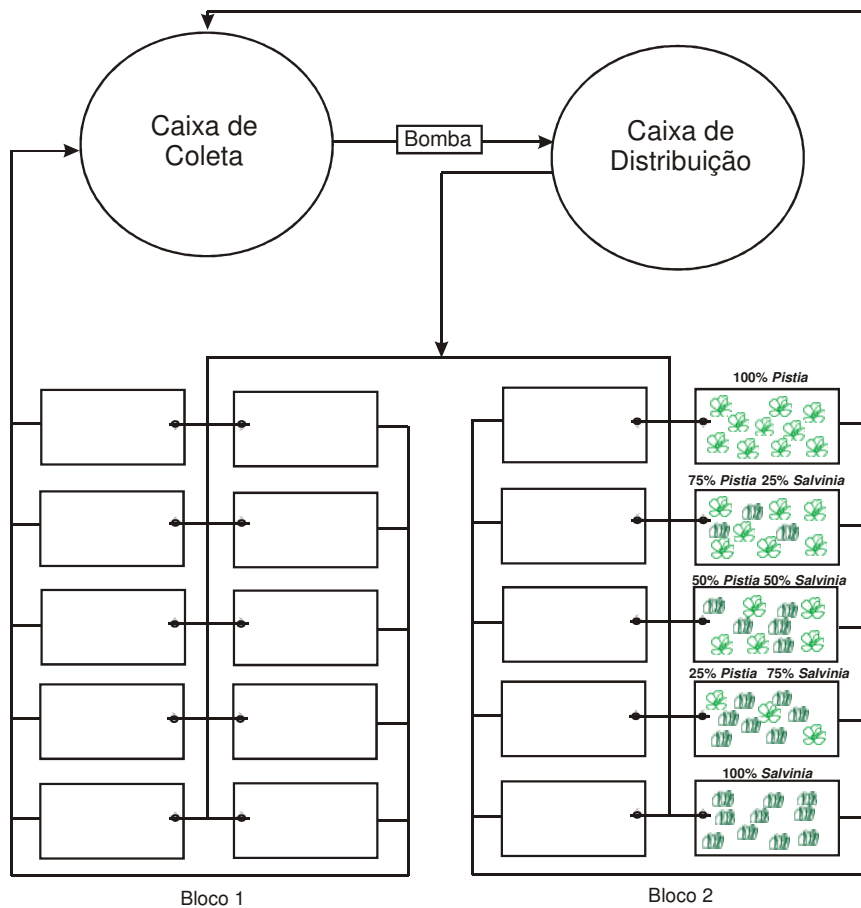 Caixa de
Coleta
Bomba
Caixa de
Distribuição
100% Pistia
75% Pistia 25% Salvinia
50% Pistia 50% Salvinia
25% Pistia 75% Salvinia
100% Salvinia
Bloco 1
Bloco 2